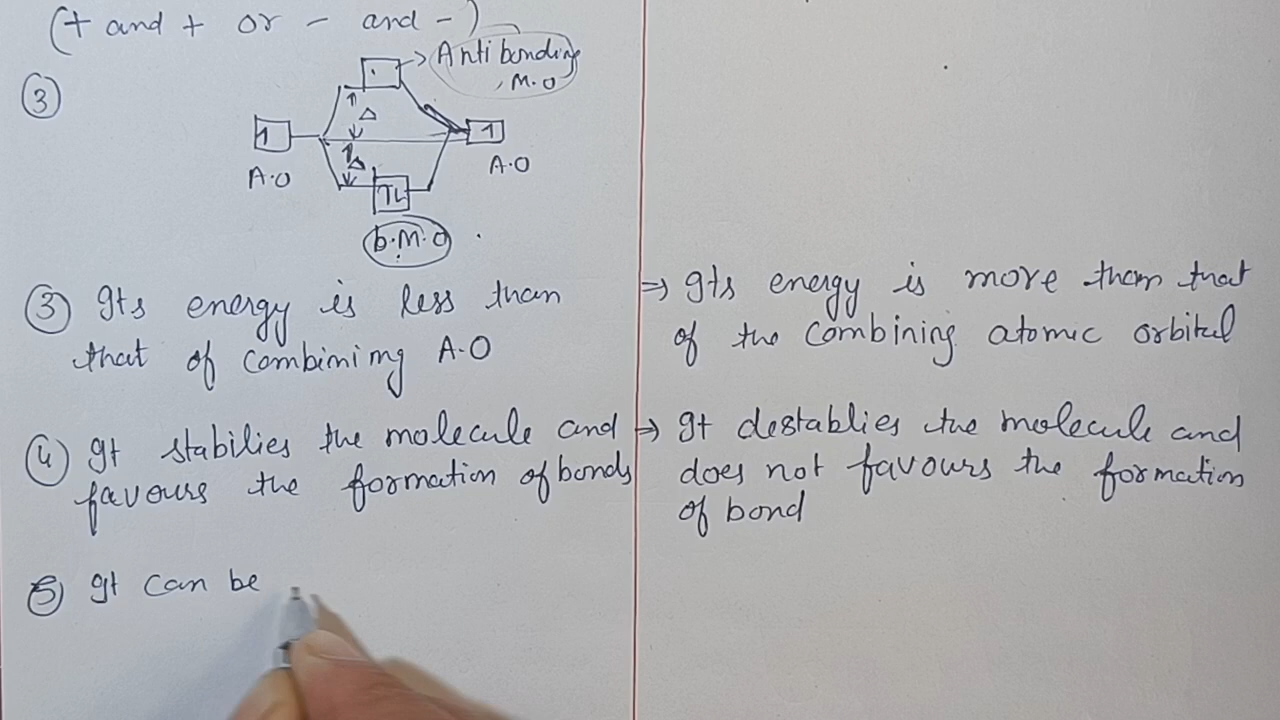 (+ and + or - and -)
③
Anti bonding
M.O
1
Δ
1
A.O
A.O
Δ
1L
b.M.O
③ Its energy is less than
that of combining A.O
④ It stabilies the molecule and
favours the formation of bonds
⑤ It can be
⇒ Its energy is more than that
of the combining atomic orbital
→ It destablies the molecule and
does not favours the formation
of bond